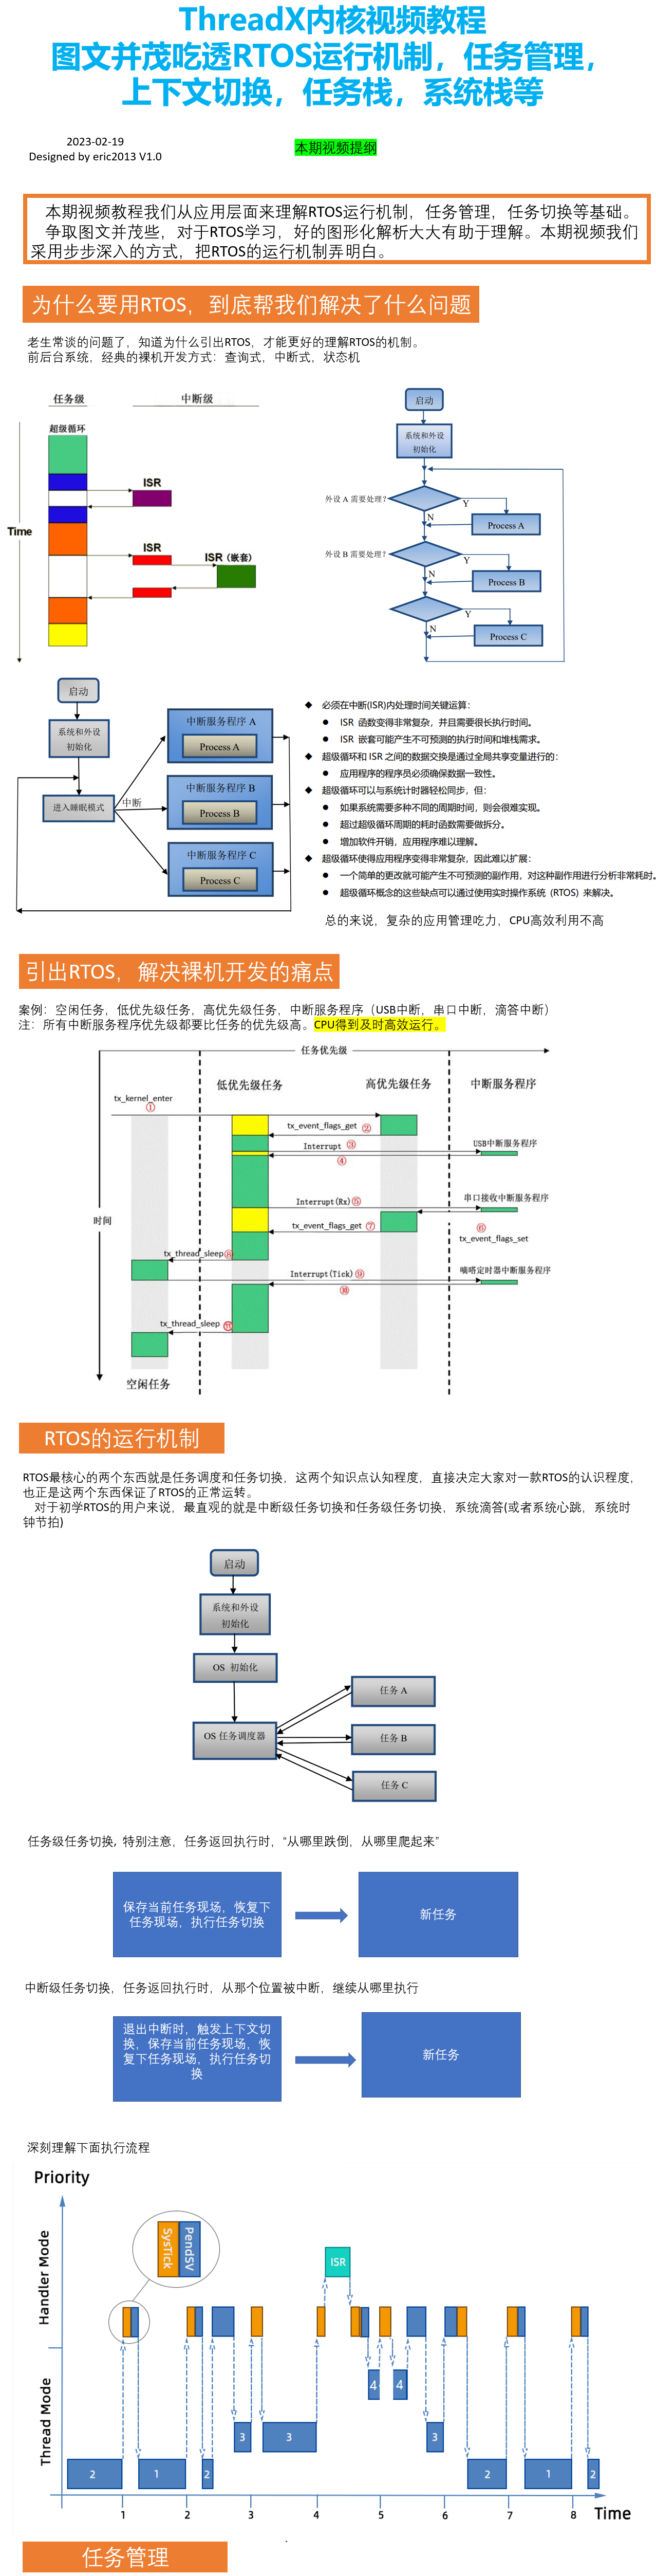 ThreadX内核视频教程
图文并茂吃透RTOS运行机制，任务管理，
上下文切换，任务栈，系统栈等
2023-02-19
Designed by eric2013 V1.0
本期视频提纲
本期视频教程我们从应用层面来理解RTOS运行机制，任务管理，任务切换等基础。
争取图文并茂些，对于RTOS学习，好的图形化解析大大有助于理解。本期视频我们
采用步步深入的方式，把RTOS的运行机制弄明白。
为什么要用RTOS，到底帮我们解决了什么问题
老生常谈的问题了，知道为什么引出RTOS，才能更好的理解RTOS的机制。
前后台系统，经典的裸机开发方式：查询式，中断式，状态机
任务级
中断级
超级循环
ISR
Time
ISR
ISR（嵌套）
启动
系统和外设
初始化
外设 A 需要处理?
Y
N
Process A
外设 B 需要处理?
Y
N
Process B
Y
N
Process C
启动
系统和外设
初始化
进入睡眠模式
中断
中断服务程序 A
Process A
中断服务程序 B
Process B
中断服务程序 C
Process C
◆ 必须在中断(ISR)内处理时间关键运算：
● ISR 函数变得非常复杂，并且需要很长执行时间。
● ISR 嵌套可能产生不可预测的执行时间和堆栈需求。
◆ 超级循环和 ISR 之间的数据交换是通过全局共享变量进行的：
● 应用程序的程序员必须确保数据一致性。
◆ 超级循环可以与系统计时器轻松同步，但：
● 如果系统需要多种不同的周期时间，则会很难实现。
● 超过超级循环周期的耗时函数需要做拆分。
● 增加软件开销，应用程序难以理解。
◆ 超级循环使得应用程序变得非常复杂，因此难以扩展：
● 一个简单的更改就可能产生不可预测的副作用，对这种副作用进行分析非常耗时。
● 超级循环概念的这些缺点可以通过使用实时操作系统 (RTOS) 来解决。
总的来说，复杂的应用管理吃力，CPU高效利用不高
引出RTOS，解决裸机开发的痛点
案例：空闲任务，低优先级任务，高优先级任务，中断服务程序（USB中断，串口中断，滴答中断）
注：所有中断服务程序优先级都要比任务的优先级高。CPU得到及时高效运行。
任务优先级
低优先级任务
高优先级任务
中断服务程序
tx_kernel_enter
①
tx_event_flags_get ②
Interrupt ③
USB中断服务程序
④
Interrupt(Rx)⑤
串口接收中断服务程序
tx_event_flags_get ⑦
⑥
tx_event_flags_set
时间
tx_thread_sleep⑧
Interrupt(Tick)⑨
嘀嗒定时器中断服务程序
⑩
tx_thread_sleep ⑪
空闲任务
RTOS的运行机制
RTOS最核心的两个东西就是任务调度和任务切换，这两个知识点认知程度，直接决定大家对一款RTOS的认识程度，
也正是这两个东西保证了RTOS的正常运转。
对于初学RTOS的用户来说，最直观的就是中断级任务切换和任务级任务切换，系统滴答(或者系统心跳，系统时
钟节拍)
启动
系统和外设
初始化
OS 初始化
OS 任务调度器
任务 A
任务 B
任务 C
任务级任务切换, 特别注意，任务返回执行时，“从哪里跌倒，从哪里爬起来”
保存当前任务现场，恢复下
任务现场，执行任务切换
新任务
中断级任务切换，任务返回执行时，从那个位置被中断，继续从哪里执行
退出中断时，触发上下文切
换，保存当前任务现场，恢
复下任务现场，执行任务切
换
新任务
深刻理解下面执行流程
Priority
Handler Mode
SysTick
PendSV
ISR
Thread Mode
4
4
3
3
3
2
1
2
2
1
2
1
2
3
4
5
6
7
8
Time
任务管理